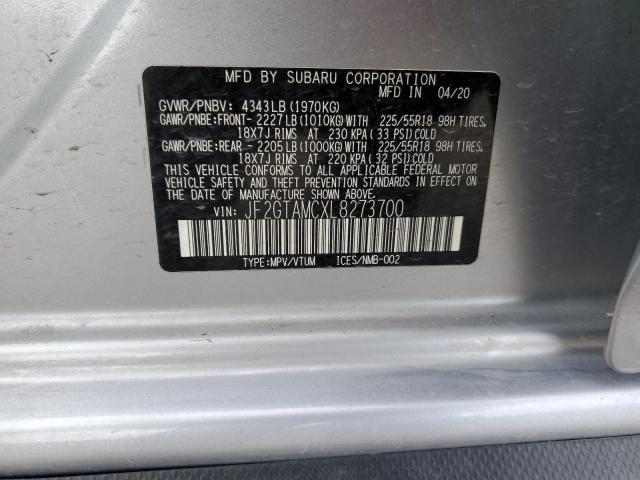 MFD BY SUBARU CORPORATION
MFD IN 04/20
GVWR/PNBV: 4343LB(1970KG)
GAWR/PNBE:FRONT- 2227LB(1010KG)WITH 225/55R18 98H TIRES,
18X7J RIMS AT 230 KPA(33 PSI)COLD
GAWR/PNBE:REAR - 2205LB(1000KG)WITH 225/55R18 98H TIRES,
18X7J RIMS AT 220 KPA(32 PSI)COLD
THIS VEHICLE CONFORMS TO ALL APPLICABLE FEDERAL MOTOR
VEHICLE SAFETY AND THEFT PREVENTION STANDARDS IN EFFECT ON
THE DATE OF MANUFACTURE SHOWN ABOVE.
VIN: JF2GTAMCXL8273700
TYPE:MPV/VTUM ICES/NMB-002